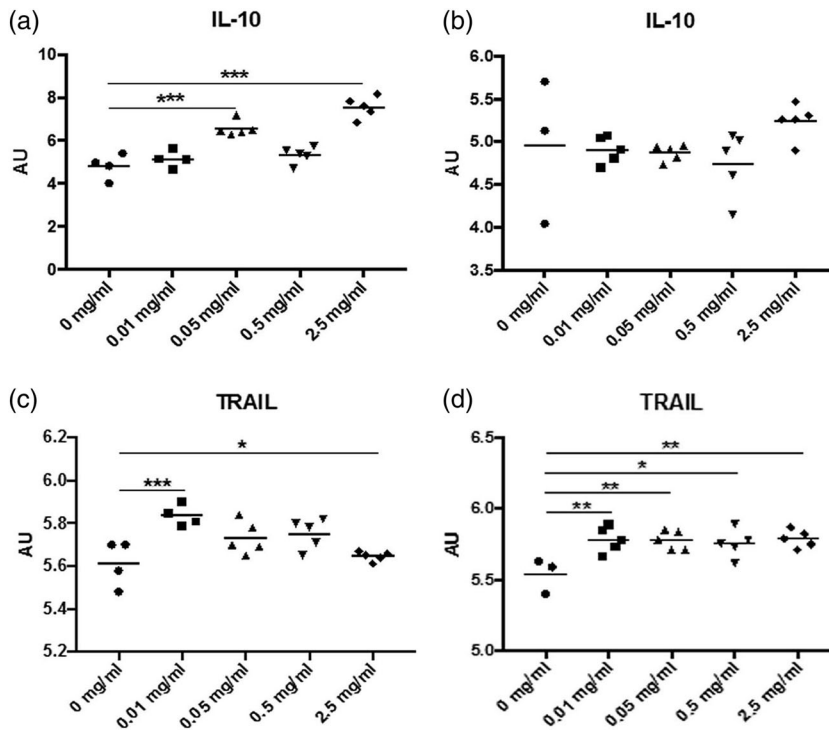 (a)
IL-10
AU
10
8
6
4
2
0
***
***
0 mg/ml
0.01 mg/ml
0.05 mg/ml
0.5 mg/ml
2.5 mg/ml
(b)
IL-10
AU
6.0
5.5
5.0
4.5
4.0
3.5
0 mg/ml
0.01 mg/ml
0.05 mg/ml
0.5 mg/ml
2.5 mg/ml
(c)
TRAIL
AU
6.2
6.0
5.8
5.6
5.4
5.2
*
***
0 mg/ml
0.01 mg/ml
0.05 mg/ml
0.5 mg/ml
2.5 mg/ml
(d)
TRAIL
AU
6.5
6.0
5.5
5.0
**
*
**
**
0 mg/ml
0.01 mg/ml
0.05 mg/ml
0.5 mg/ml
2.5 mg/ml